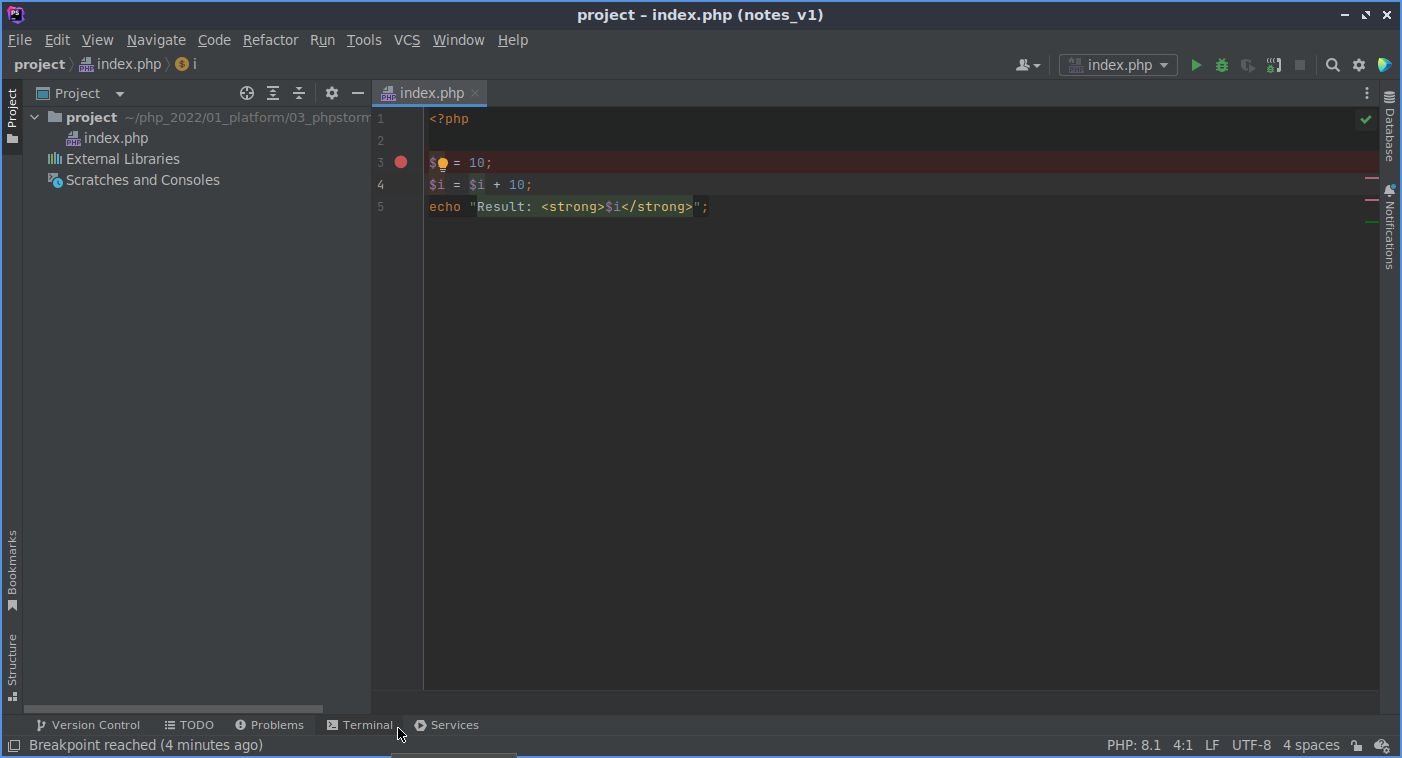 project – index.php (notes_v1)
File Edit View Navigate Code Refactor Run Tools VCS Window Help
project index.php i
index.php
Project
index.php
Project
project ~/php_2022/01_platform/03_phpstorm
index.php
External Libraries
Scratches and Consoles
1 <?php
2
3 $ = 10;
4 $i = $i + 10;
5 echo "Result: <strong>$i</strong>";
Database
Notifications
Bookmarks
Structure
Version Control TODO Problems Terminal Services
Breakpoint reached (4 minutes ago)
PHP: 8.1 4:1 LF UTF-8 4 spaces